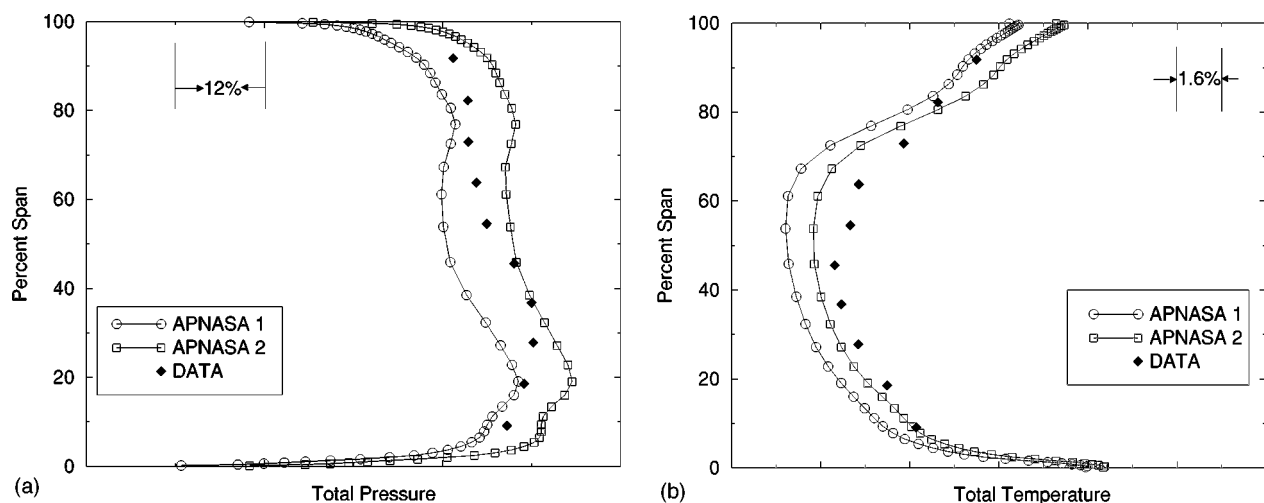 100
80
60
40
20
0
Percent Span
12%
APNASA 1
APNASA 2
DATA
(a)
Total Pressure
100
80
60
40
20
0
Percent Span
1.6%
APNASA 1
APNASA 2
DATA
(b)
Total Temperature